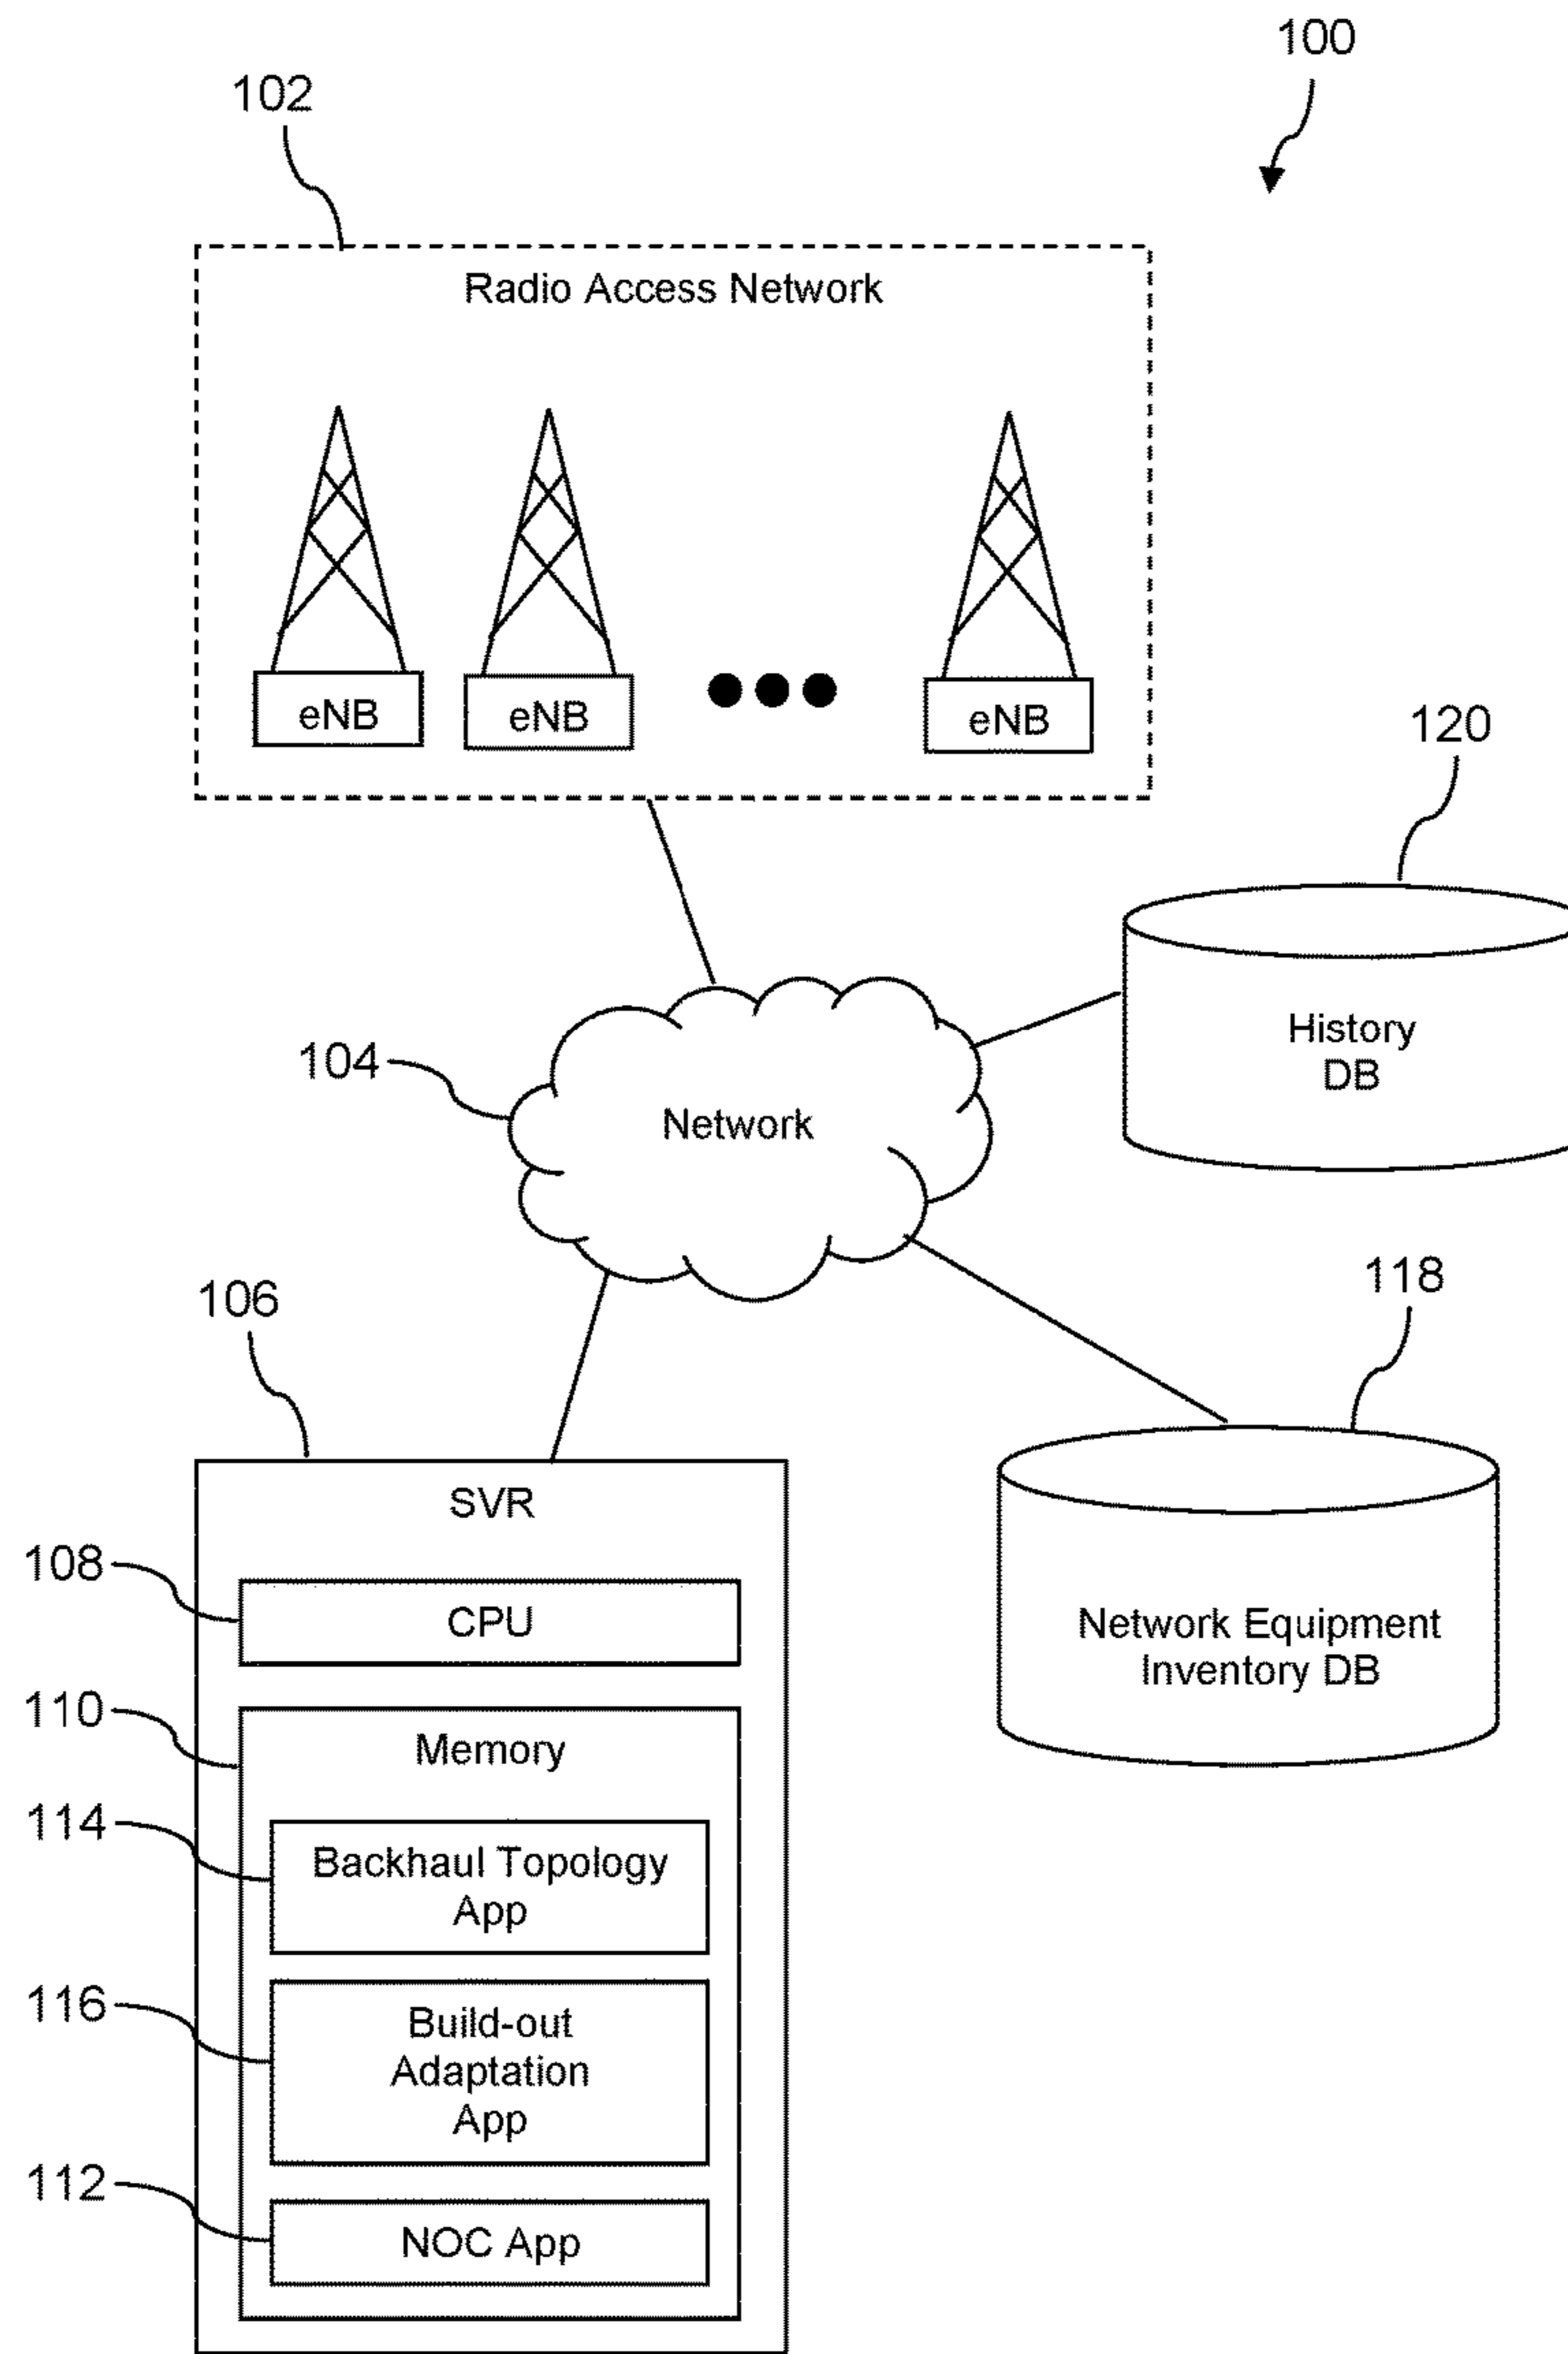 100
102
Radio Access Network
eNB
eNB
eNB
120
History
DB
104
Network
118
106
SVR
108
CPU
Network Equipment
Inventory DB
110
Memory
114
Backhaul Topology
App
116
Build-out
Adaptation
App
112
NOC App